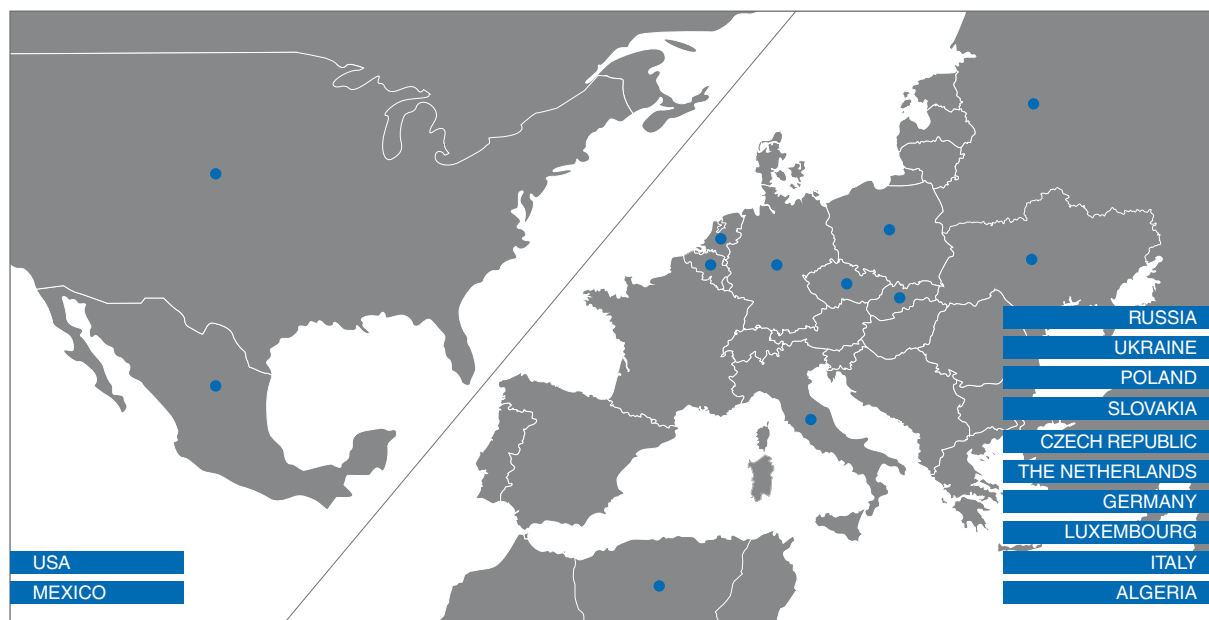 USA
MEXICO
RUSSIA
UKRAINE
POLAND
SLOVAKIA
CZECH REPUBLIC
THE NETHERLANDS
GERMANY
LUXEMBOURG
ITALY
ALGERIA